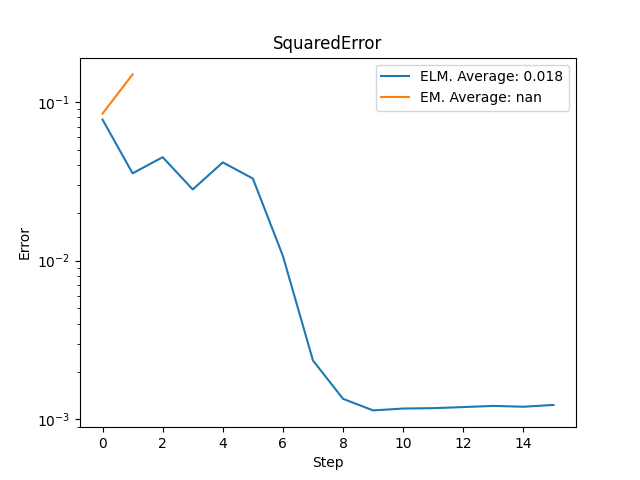 SquaredError
ELM. Average: 0.018
EM. Average: nan
Error
10⁻¹
10⁻²
10⁻³
0 2 4 6 8 10 12 14
Step